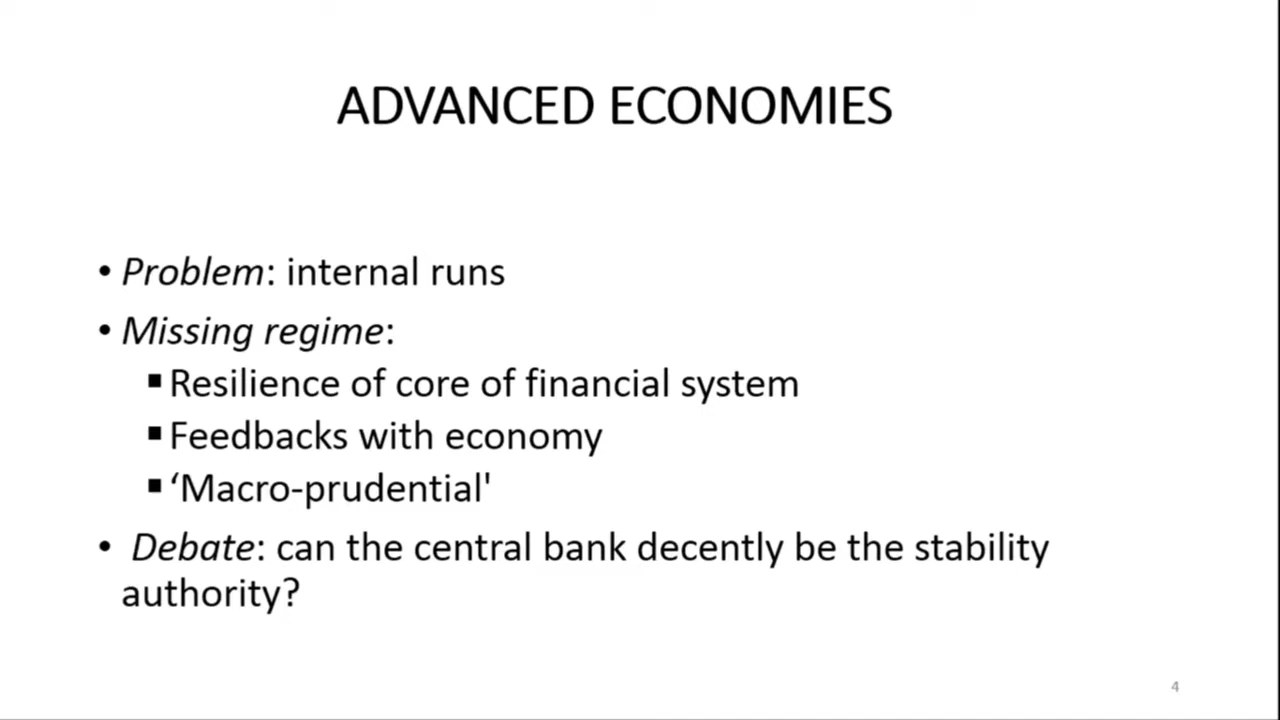 ADVANCED ECONOMIES
• Problem: internal runs
• Missing regime:
▪ Resilience of core of financial system
▪ Feedbacks with economy
▪ ‘Macro-prudential'
• Debate: can the central bank decently be the stability
authority?
4